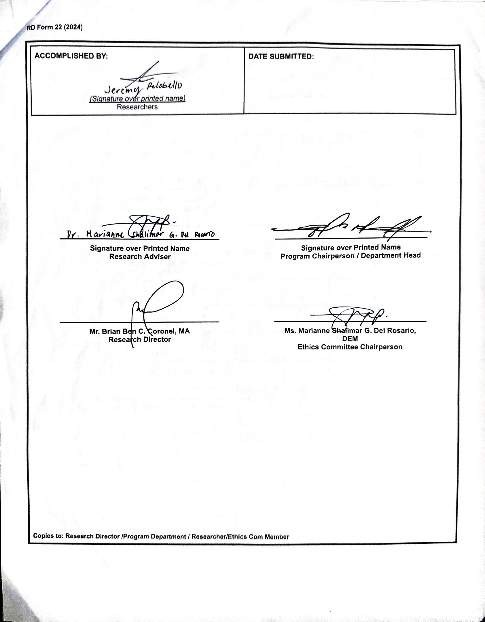 RD Form 22 (2024)
ACCOMPLISHED BY:
DATE SUBMITTED:
Jeremy
(Signature over printed name)
Researchers
Dr. Marianne Shalimar G. Del Rosario
Signature over Printed Name
Research Adviser
Signature over Printed Name
Program Chairperson / Department Head
Mr. Brian Ben C. Coronel, MA
Research Director
Ms. Marianne Shalimar G. Del Rosario,
DEM
Ethics Committee Chairperson
Copies to: Research Director /Program Department / Researcher/Ethics Com Member